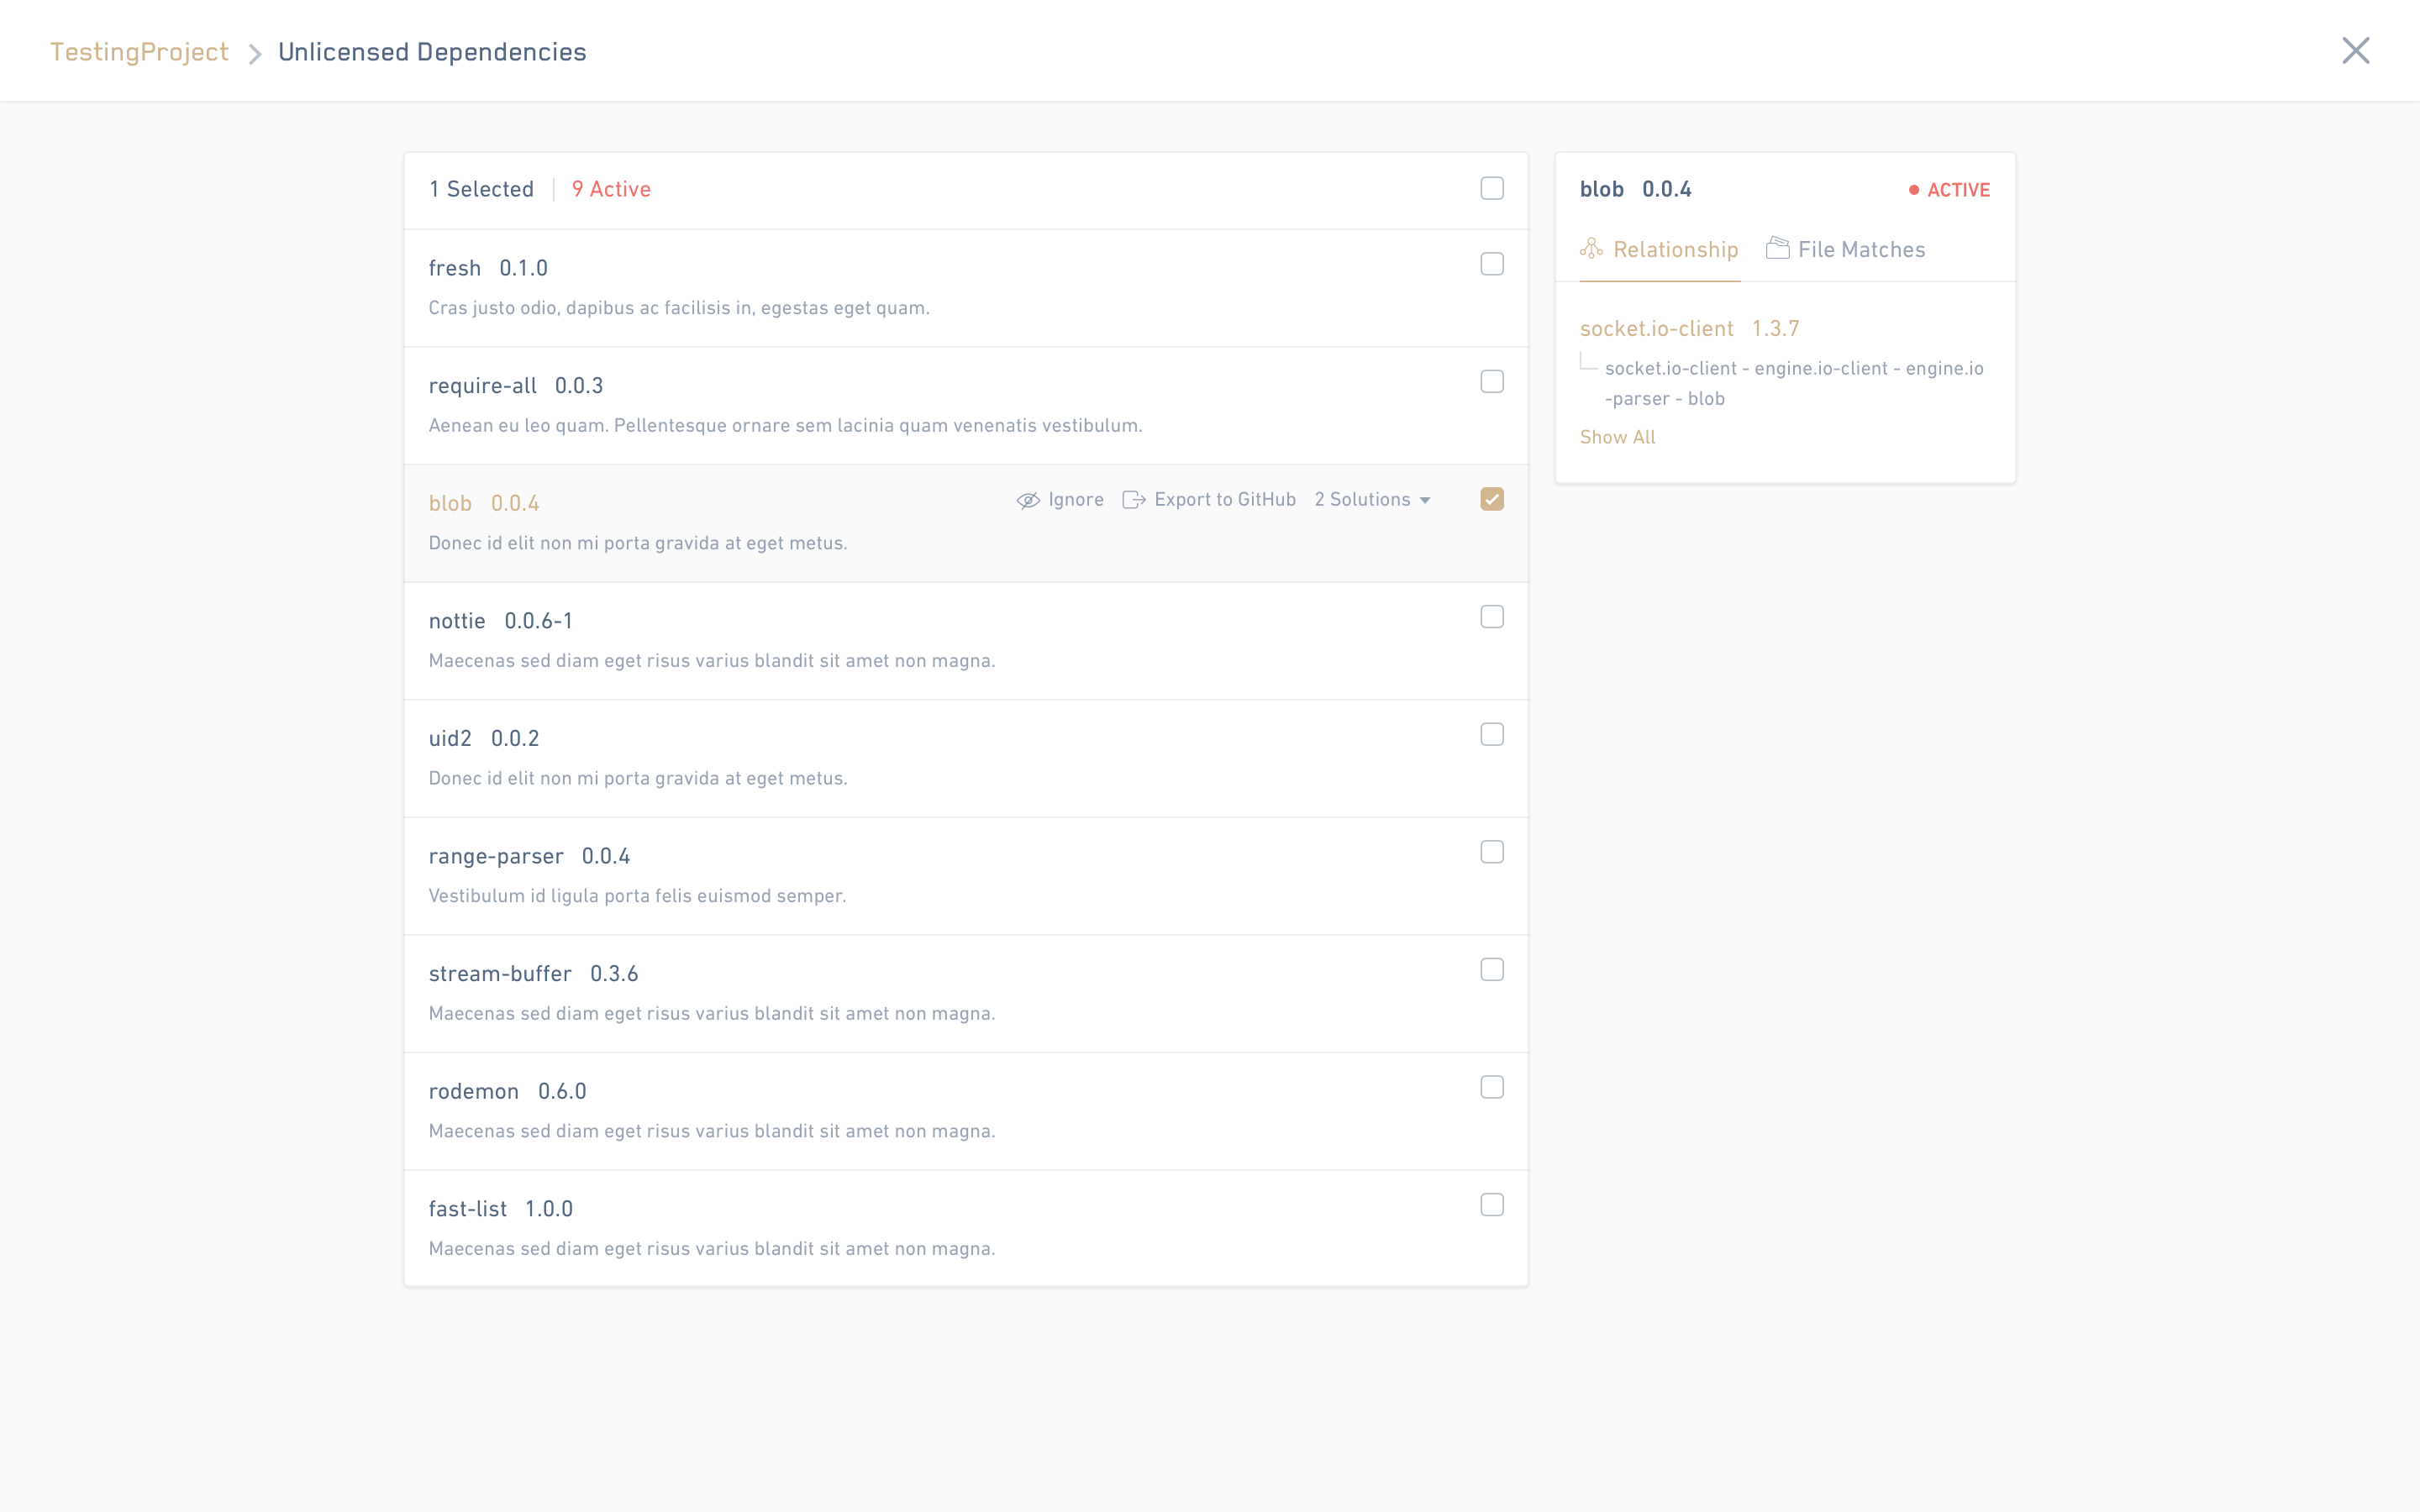 TestingProject Unlicensed Dependencies
1 Selected 9 Active
fresh 0.1.0
Cras justo odio, dapibus ac facilisis in, egestas eget quam.
require-all 0.0.3
Aenean eu leo quam. Pellentesque ornare sem lacinia quam venenatis vestibulum.
blob 0.0.4 Ignore Export to GitHub 2 Solutions
Donec id elit non mi porta gravida at eget metus.
nottie 0.0.6-1
Maecenas sed diam eget risus varius blandit sit amet non magna.
uid2 0.0.2
Donec id elit non mi porta gravida at eget metus.
range-parser 0.0.4
Vestibulum id ligula porta felis euismod semper.
stream-buffer 0.3.6
Maecenas sed diam eget risus varius blandit sit amet non magna.
rodemon 0.6.0
Maecenas sed diam eget risus varius blandit sit amet non magna.
fast-list 1.0.0
Maecenas sed diam eget risus varius blandit sit amet non magna.
blob 0.0.4 ACTIVE
Relationship File Matches
socket.io-client 1.3.7
socket.io-client - engine.io-client - engine.io
-parser - blob
Show All